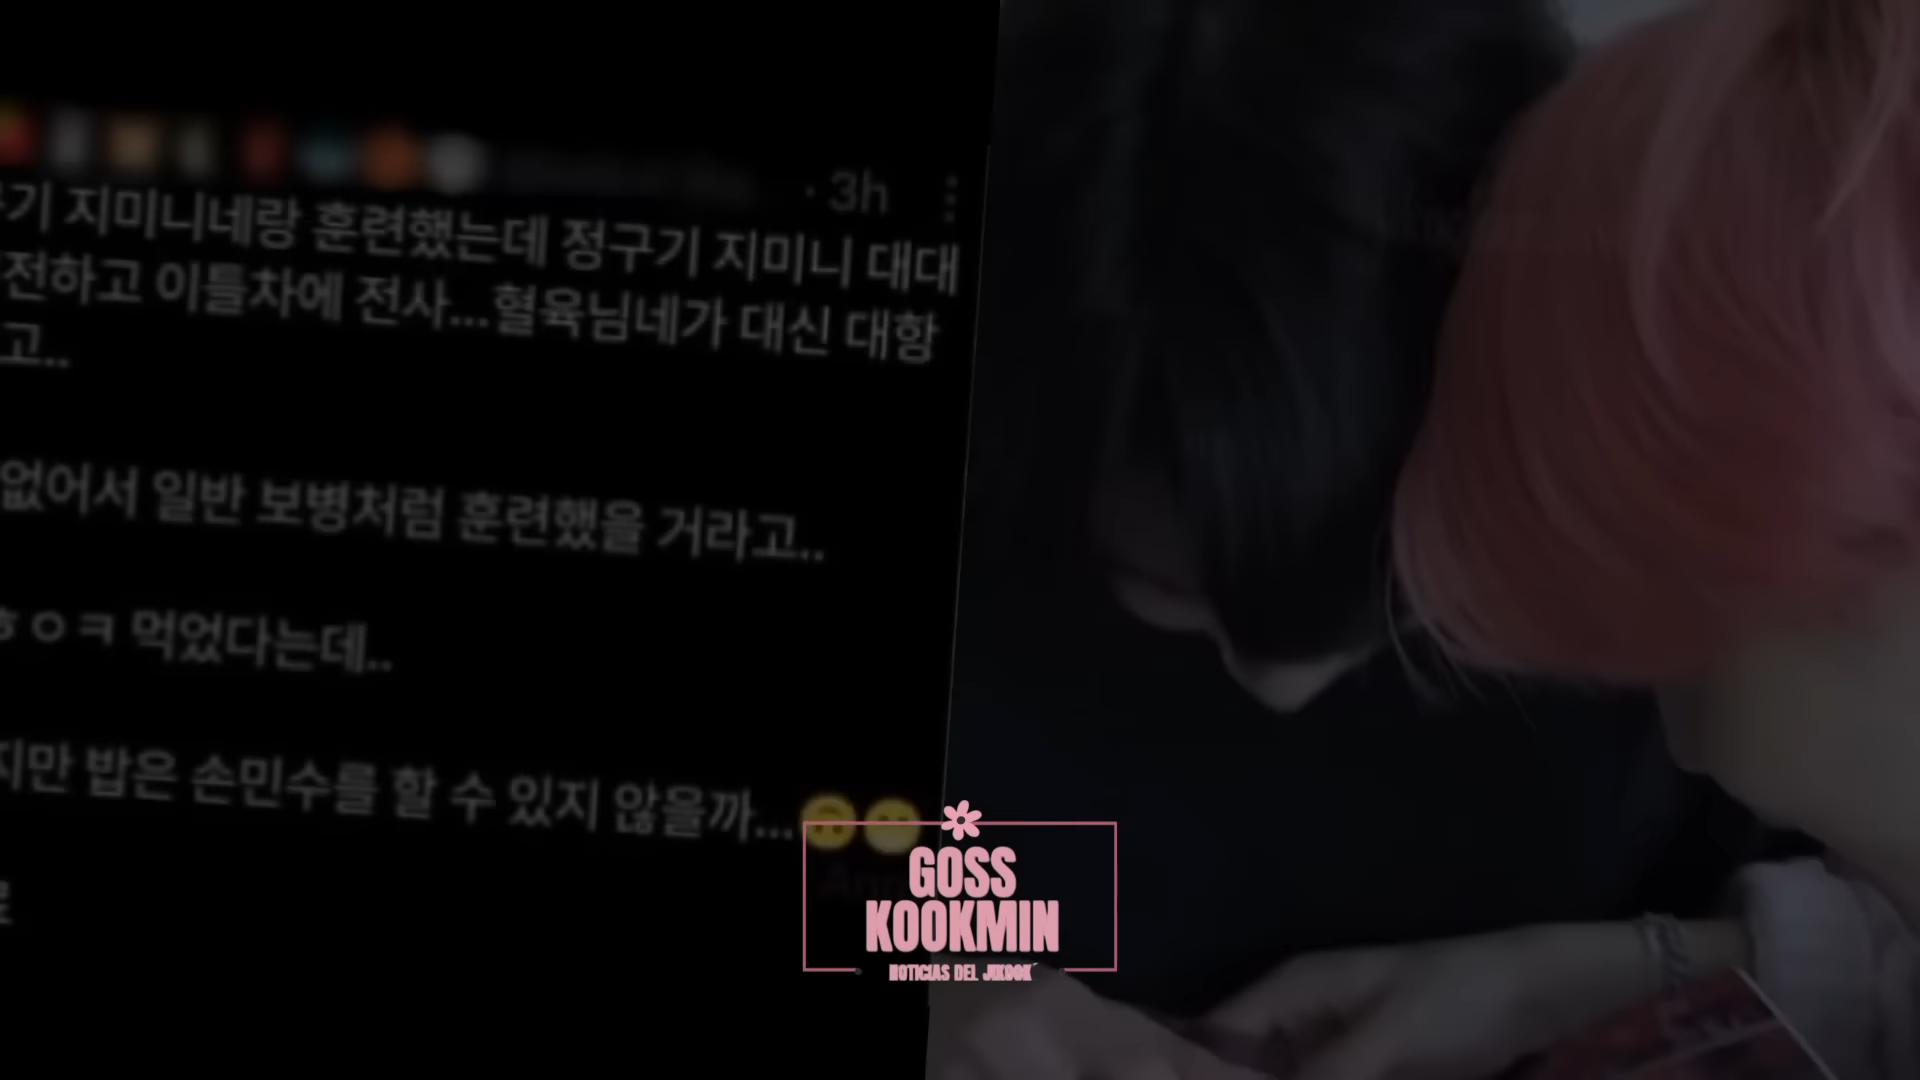 · 3h
지미니네랑 훈련했는데 정구기 지미니 대대
전하고 이틀차에 전사...혈육님네가 대신 대항
고..
없어서 일반 보병처럼 훈련했을 거라고..
ㅎㅇㅋ 먹었다는데..
지만 밥은 손민수를 할 수 있지 않을까...🙃😬
GOSS
KOOKMIN
NOTICIAS DEL JIKOOK